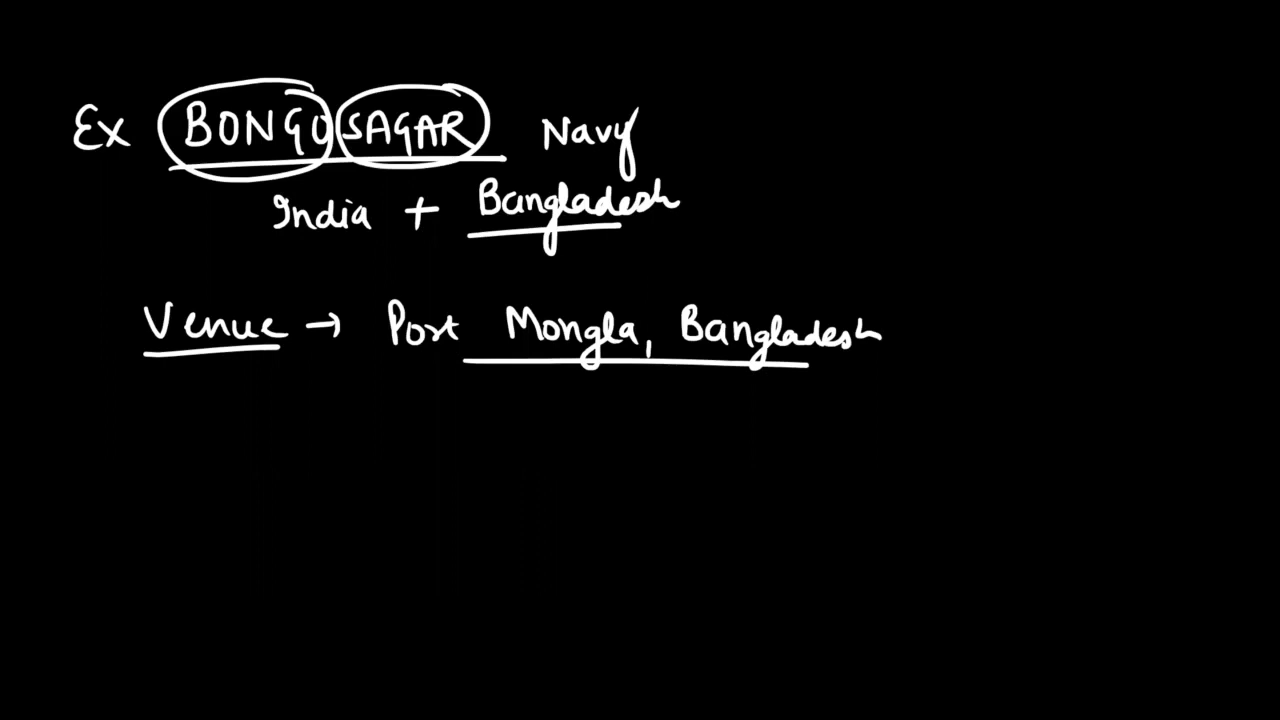 Ex BONGOSAGAR Navy
India + Bangladesh
Venue → Port Mongla, Bangladesh